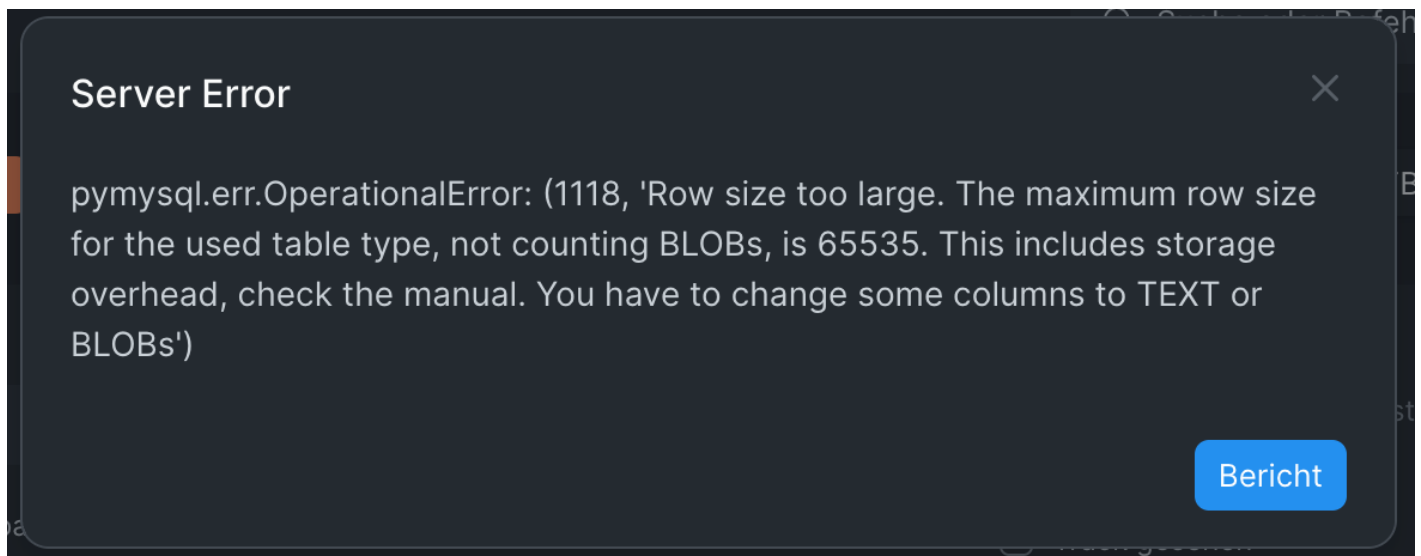 Server Error
pymysql.err.OperationalError: (1118, 'Row size too large. The maximum row size
for the used table type, not counting BLOBs, is 65535. This includes storage
overhead, check the manual. You have to change some columns to TEXT or
BLOBs')
Bericht